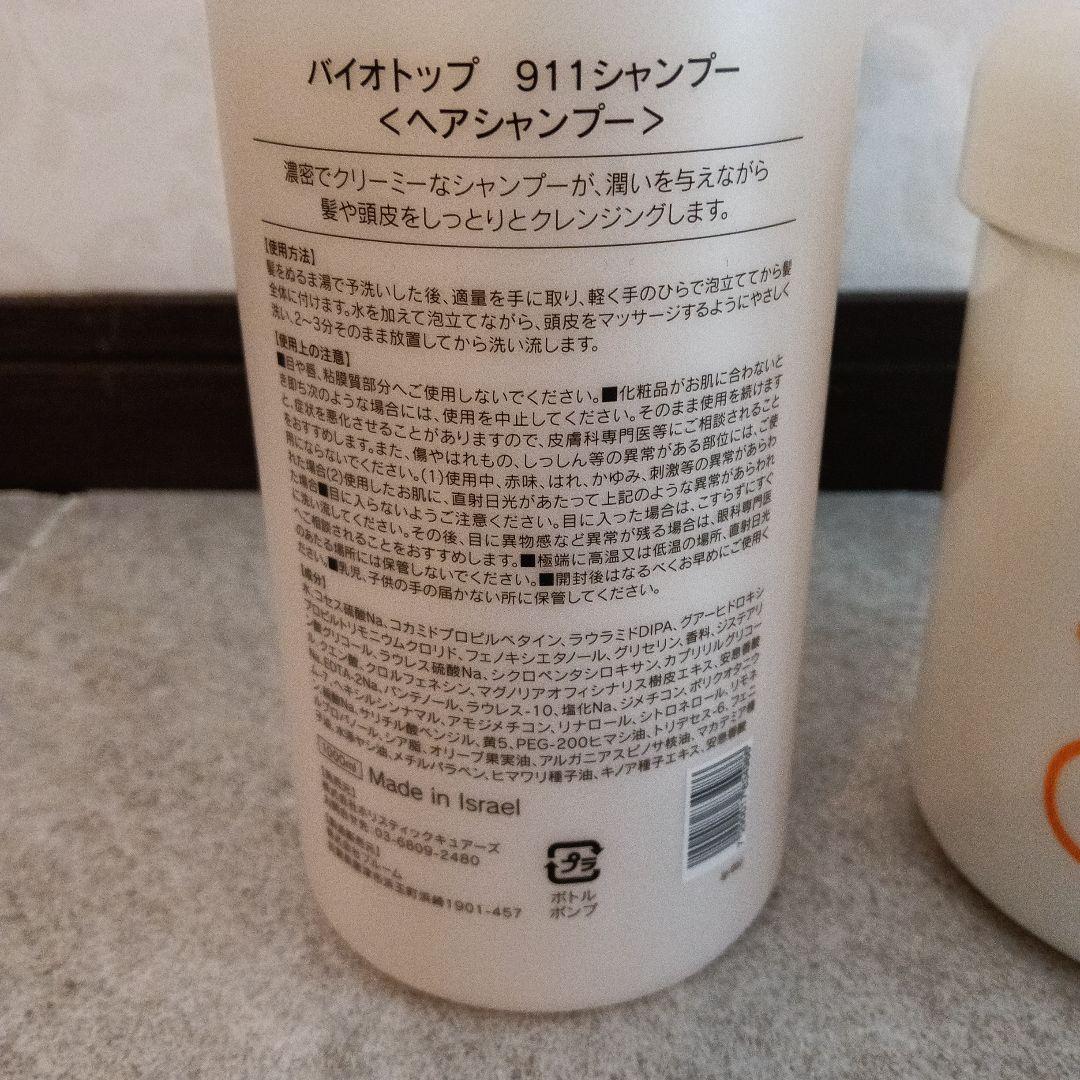 バイオトップ 911シャンプー
<ヘアシャンプー>
濃密でクリーミーなシャンプーが、潤いを与えながら
髪や頭皮をしっとりとクレンジングします。
【使用方法】
髪をぬるま湯で予洗いした後、適量を手に取り、軽く手のひらで泡立ててから髪
全体に付けます。水を加えて泡立てながら、頭皮をマッサージするようにやさしく
洗い、2～3分そのまま放置してから洗い流します。
【使用上の注意】
■目や唇、粘膜質部分へご使用しないでください。■化粧品がお肌に合わないと
き即ち次のような場合には、使用を中止してください。そのまま使用を続けます
と、症状を悪化させることがありますので、皮膚科専門医等にご相談されること
をおすすめします。また、傷やはれもの、しっしん等の異常がある部位には、ご使
用にならないでください。(1)使用中、赤味、はれ、かゆみ、刺激等の異常があらわ
れた場合(2)使用したお肌に、直射日光があたって上記のような異常があらわれ
た場合■目に入らないようご注意ください。目に入った場合は、こすらずにすぐ
に洗い流してください。その後、目に異物感など異常が残る場合は、眼科専門医
へご相談されることをおすすめします。■極端に高温又は低温の場所、直射日光
のあたる場所には保管しないでください。■開封後はなるべくお早めにご使用く
ださい。■乳児、子供の手の届かない所に保管してください。
【成分】
水、コセス硫酸Na、コカミドプロピルベタイン、ラウラミドDIPA、グアーヒドロキシ
プロピルトリモニウムクロリド、フェノキシエタノール、グリセリン、香料、ジステアリ
ン酸グリコール、ラウレス硫酸Na、シクロペンタシロキサン、カプリリルグリコー
ル、クエン酸、クロルフェネシン、マグノリアオフィシナリス樹皮エキス、安息香酸
Na、EDTA-2Na、パンテノール、ラウレス-10、塩化Na、ジメチコン、ポリクオタニウ
ム-7、ヘキシルシンナマル、アモジメチコン、リナロール、シトロネロール、リモネ
ン、硫酸Na、サリチル酸ベンジル、黄5、PEG-200ヒマシ油、トリデセス-6、フェニ
ルプロパノール、シア脂、オリーブ果実油、アルガニアスピノサ核油、マカデミア種
子油、水添ヤシ油、メチルパラベン、ヒマワリ種子油、キノア種子エキス、安息香酸
1000ml Made in Israel
株式会社ホリスティックキュアーズ
03-6809-2480
浜崎1901-457
プラ
ボトル
ポンプ